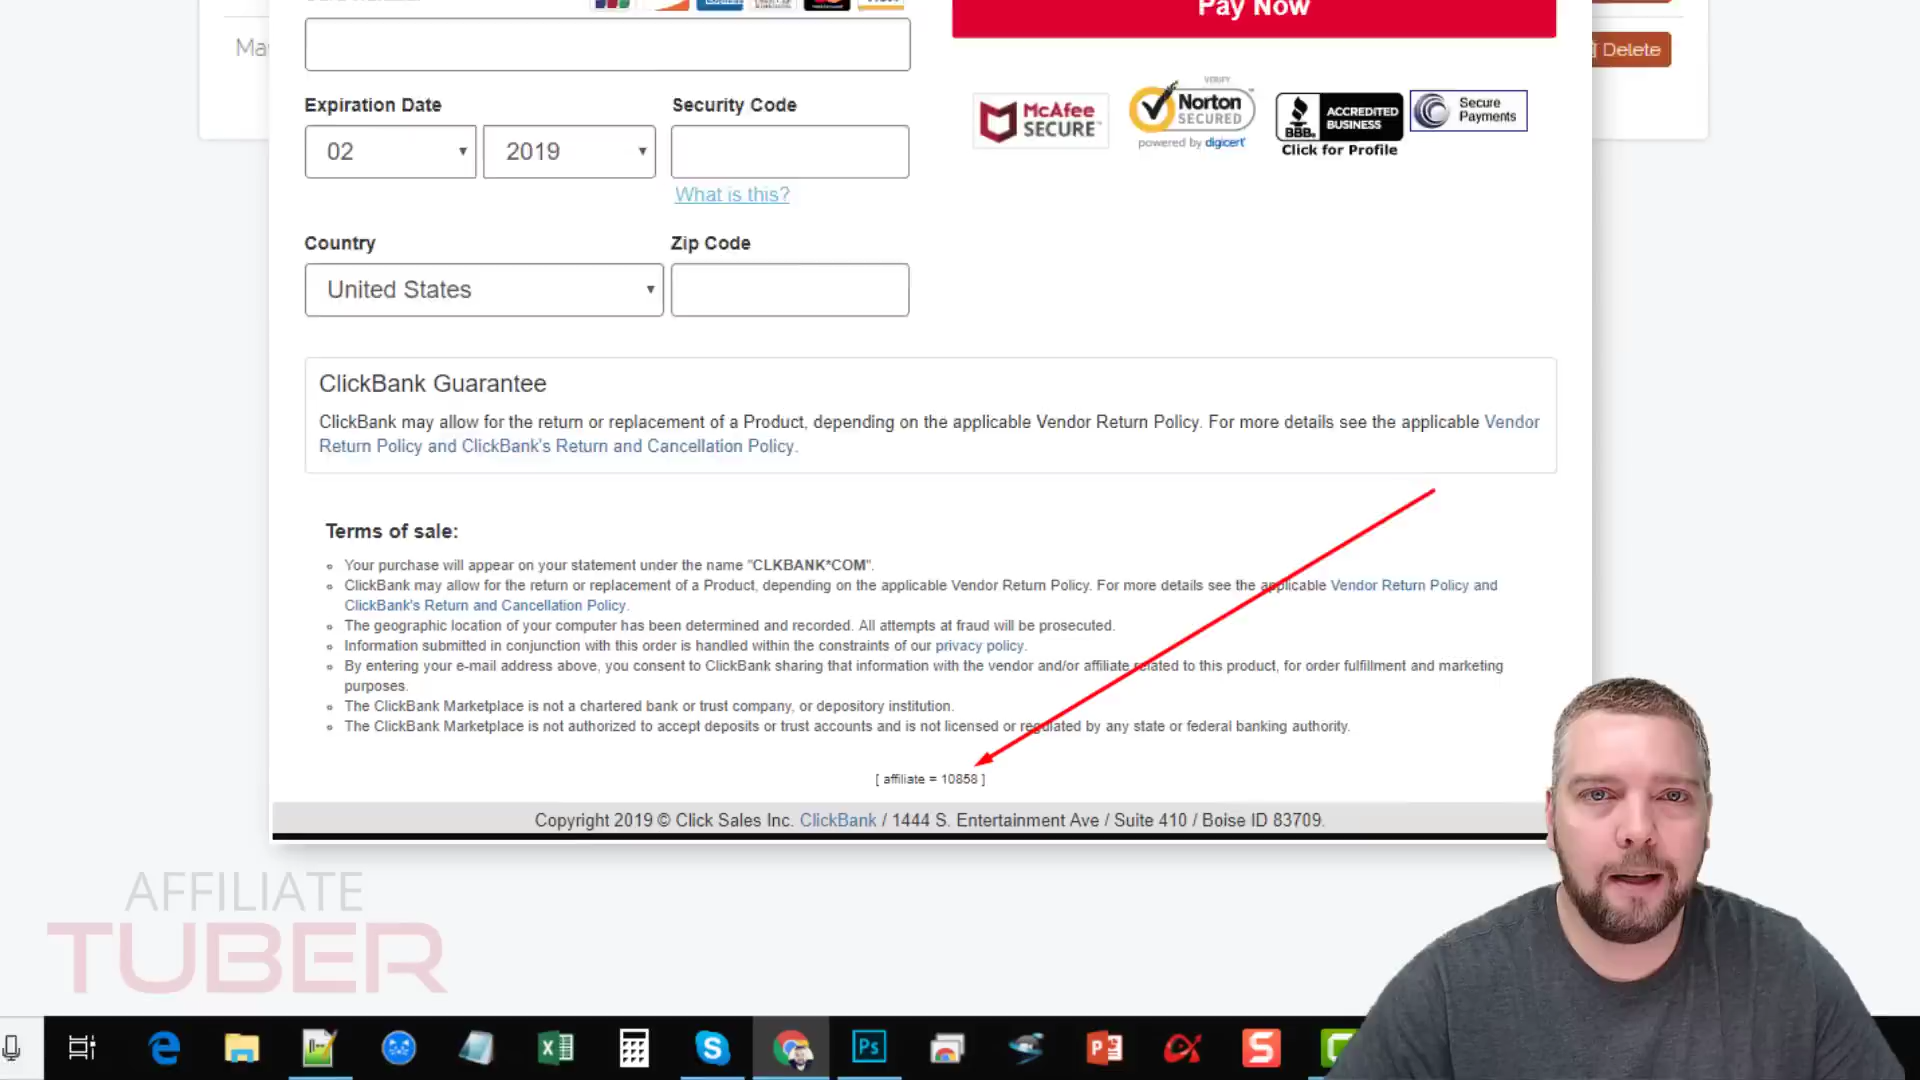 Pay Now
Ma
Delete
Expiration Date
Security Code
02
2019
What is this?
McAfee
SECURE
VERIFY
Norton
SECURED
powered by digicert
BBB.
ACCREDITED
BUSINESS
Click for Profile
Secure
Payments
Country
Zip Code
United States
ClickBank Guarantee
ClickBank may allow for the return or replacement of a Product, depending on the applicable Vendor Return Policy. For more details see the applicable Vendor
Return Policy and ClickBank's Return and Cancellation Policy.
Terms of sale:
Your purchase will appear on your statement under the name "CLKBANK*COM".
ClickBank may allow for the return or replacement of a Product, depending on the applicable Vendor Return Policy. For more details see the applicable Vendor Return Policy and
ClickBank's Return and Cancellation Policy.
The geographic location of your computer has been determined and recorded. All attempts at fraud will be prosecuted.
Information submitted in conjunction with this order is handled within the constraints of our privacy policy.
By entering your e-mail address above, you consent to ClickBank sharing that information with the vendor and/or affiliate related to this product, for order fulfillment and marketing
purposes.
The ClickBank Marketplace is not a chartered bank or trust company, or depository institution.
The ClickBank Marketplace is not authorized to accept deposits or trust accounts and is not licensed or regulated by any state or federal banking authority.
[ affiliate = 10858 ]
Copyright 2019 © Click Sales Inc. ClickBank / 1444 S. Entertainment Ave / Suite 410 / Boise ID 83709.
AFFILIATE
TUBER
Ps